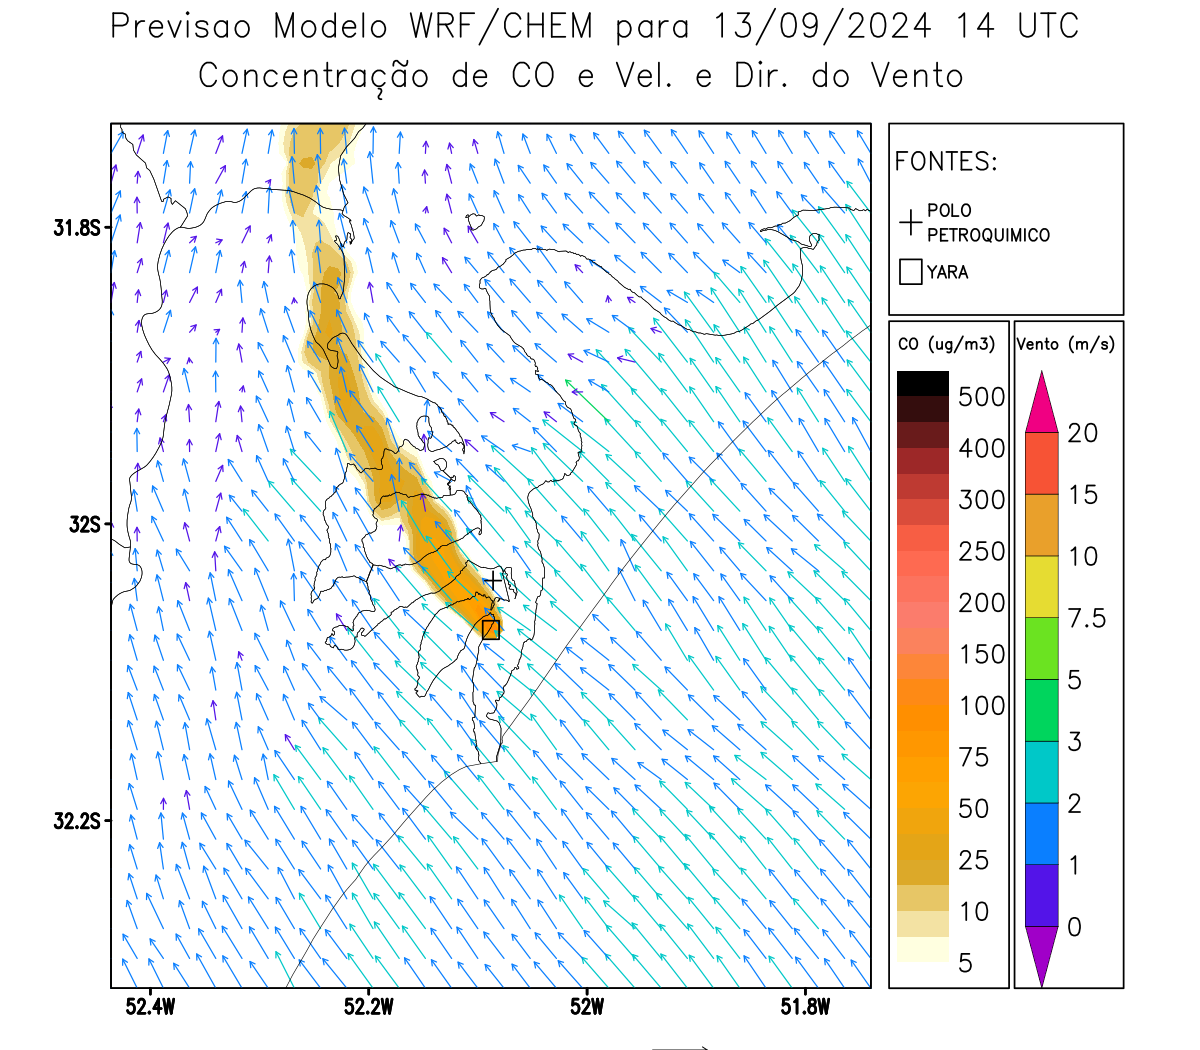 Previsao Modelo WRF/CHEM para 13/09/2024 14 UTC
Concentração de CO e Vel. e Dir. do Vento
FONTES:
POLO
PETROQUIMICO
YARA
CO (ug/m3)
500
400
300
250
200
150
100
75
50
25
10
5
Vento (m/s)
20
15
10
7.5
5
3
2
1
0
31.8S
32S
32.2S
52.4W
52.2W
52W
51.8W